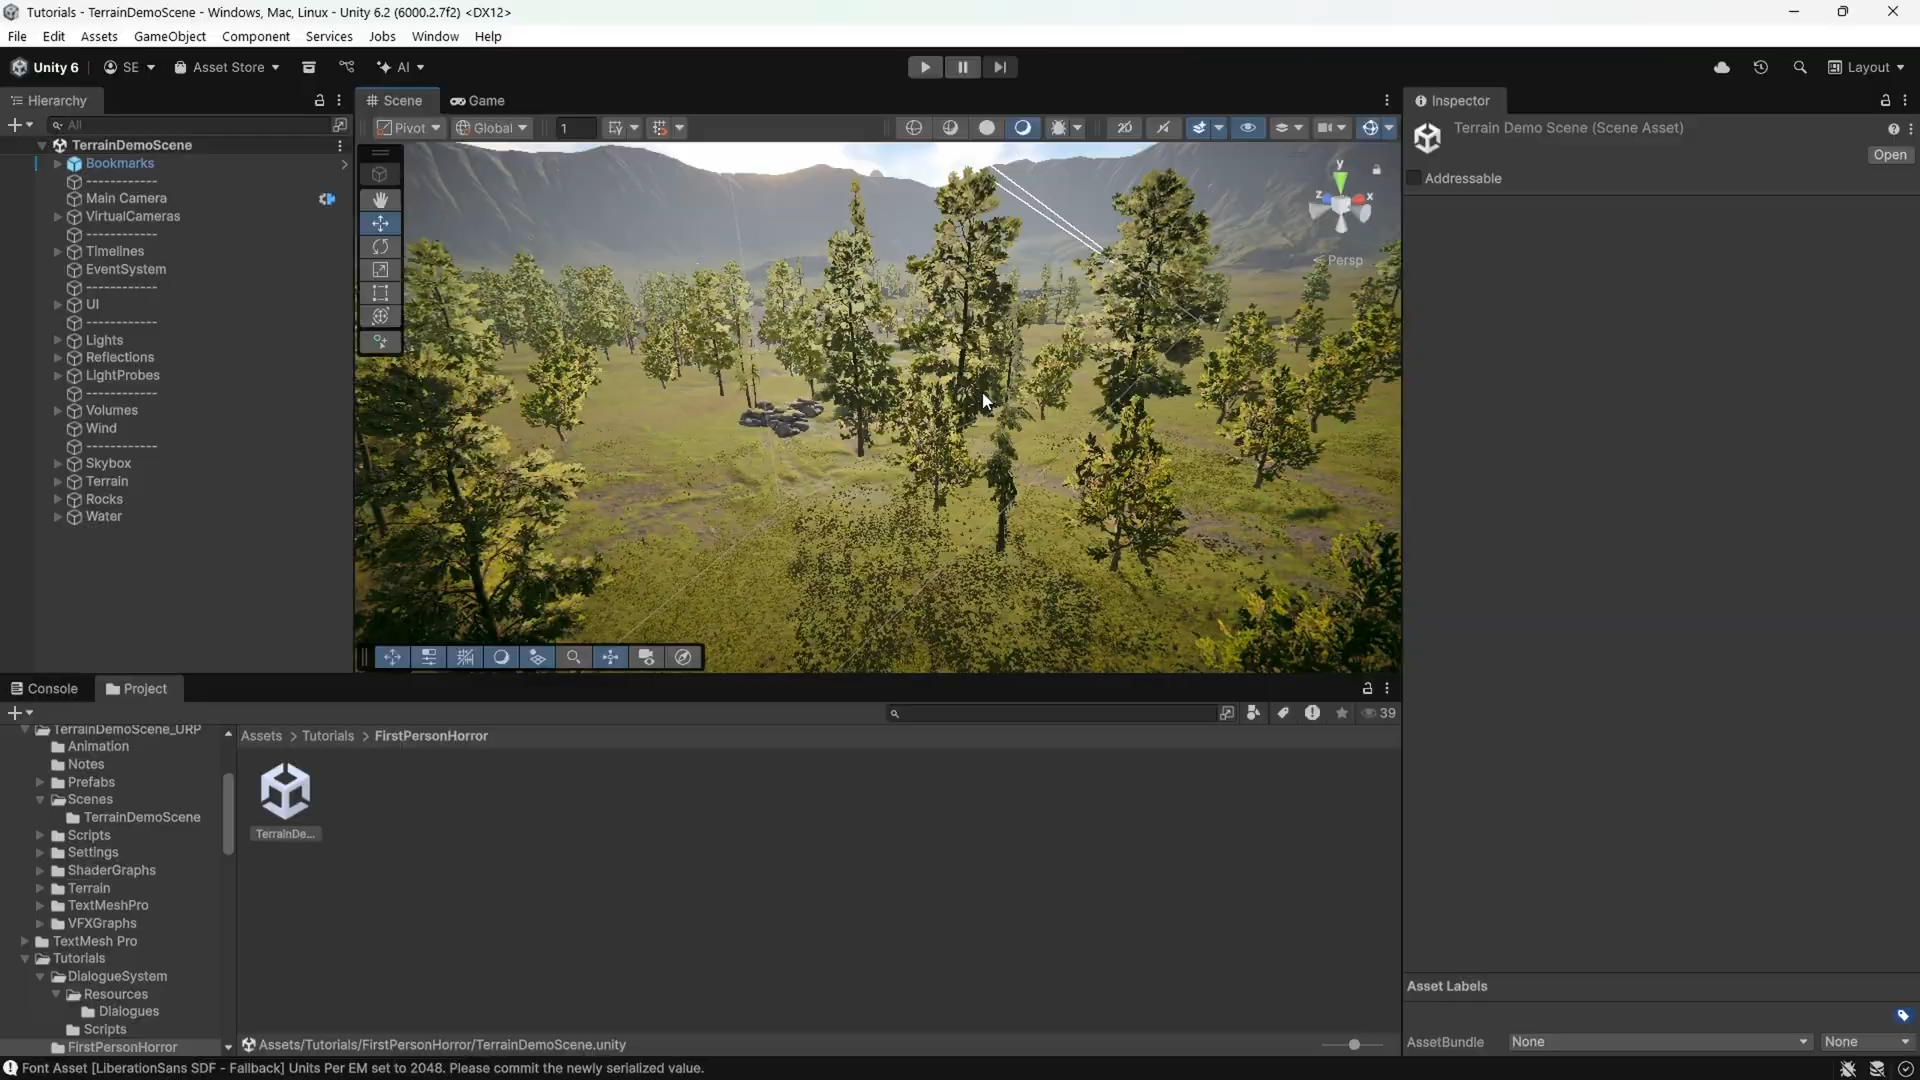 Tutorials - TerrainDemoScene - Windows, Mac, Linux - Unity 6.2 (6000.2.7f2) <DX12>
File Edit Assets GameObject Component Services Jobs Window Help
Unity 6 SE Asset Store AI Layout
Hierarchy
Scene Game
Inspector
All
Pivot Global 1 2D
Terrain Demo Scene (Scene Asset)
Open
Addressable
TerrainDemoScene
Bookmarks
------------
Main Camera
VirtualCameras
------------
Timelines
EventSystem
------------
UI
------------
Lights
Reflections
LightProbes
------------
Volumes
Wind
------------
Skybox
Terrain
Rocks
Water
y
z x
< Persp
Console Project
39
TerrainDemoScene_URP
Animation
Notes
Prefabs
Scenes
TerrainDemoScene
Scripts
Settings
ShaderGraphs
Terrain
TextMeshPro
VFXGraphs
TextMesh Pro
Tutorials
DialogueSystem
Resources
Dialogues
Scripts
FirstPersonHorror
Assets > Tutorials > FirstPersonHorror
TerrainDe...
Assets/Tutorials/FirstPersonHorror/TerrainDemoScene.unity
Asset Labels
AssetBundle None None
Font Asset [LiberationSans SDF - Fallback] Units Per EM set to 2048. Please commit the newly serialized value.